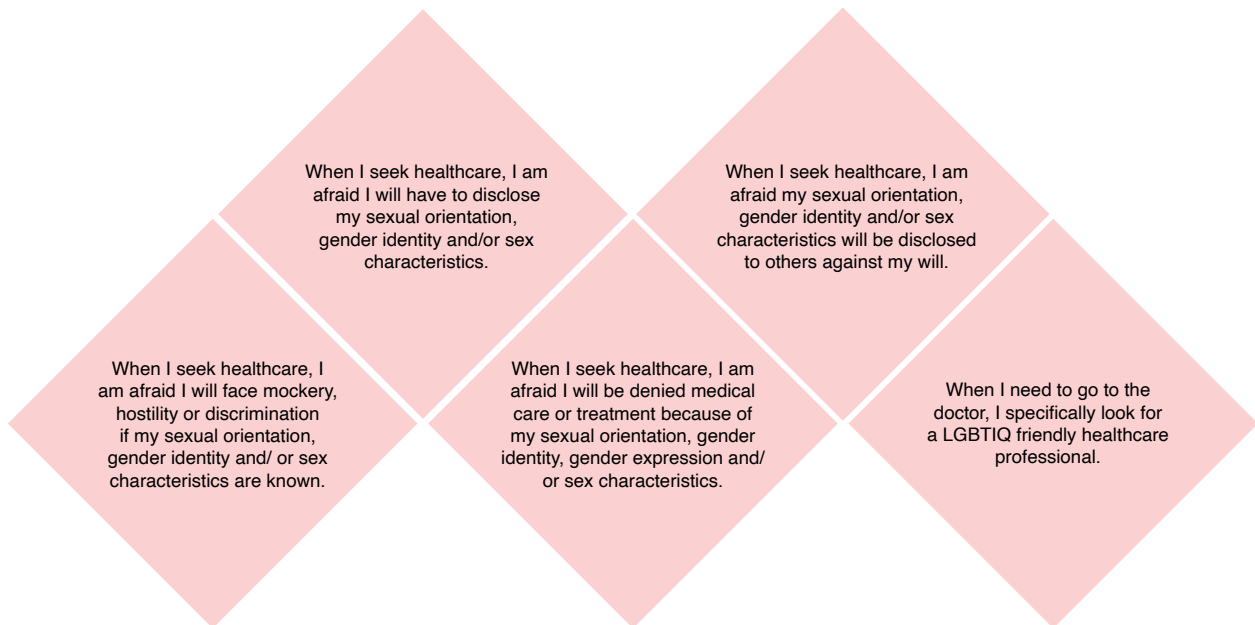 When I seek healthcare, I am
afraid I will have to disclose
my sexual orientation,
gender identity and/or sex
characteristics.
When I seek healthcare, I am
afraid my sexual orientation,
gender identity and/or sex
characteristics will be disclosed
to others against my will.
When I seek healthcare, I
am afraid I will face mockery,
hostility or discrimination
if my sexual orientation,
gender identity and/ or sex
characteristics are known.
When I seek healthcare, I am
afraid I will be denied medical
care or treatment because of
my sexual orientation, gender
identity, gender expression and/
or sex characteristics.
When I need to go to the
doctor, I specifically look for
a LGBTIQ friendly healthcare
professional.